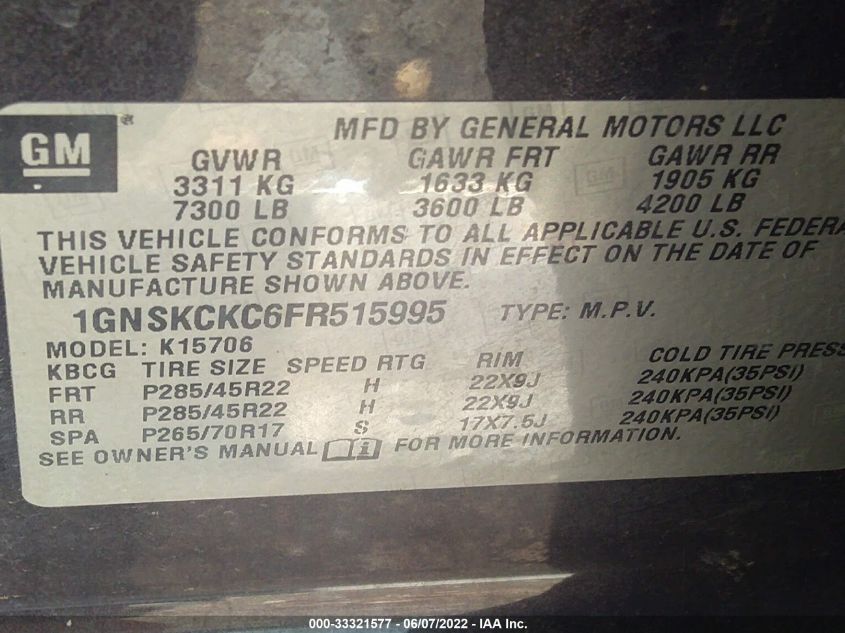 GM
MFD BY GENERAL MOTORS LLC
GVWR GAWR FRT GAWR RR
3311 KG 1633 KG 1905 KG
7300 LB 3600 LB 4200 LB
THIS VEHICLE CONFORMS TO ALL APPLICABLE U.S. FEDERA
VEHICLE SAFETY STANDARDS IN EFFECT ON THE DATE OF
MANUFACTURE SHOWN ABOVE.
1GNSKCKC6FR515995 TYPE: M.P.V.
MODEL: K15706
KBCG TIRE SIZE SPEED RTG RIM COLD TIRE PRESS
FRT P285/45R22 H 22X9J 240KPA(35PSI)
RR P285/45R22 H 22X9J 240KPA(35PSI)
SPA P265/70R17 S 17X7.5J 240KPA(35PSI)
SEE OWNER'S MANUAL FOR MORE INFORMATION.
000-33321577 - 06/07/2022 - IAA Inc.